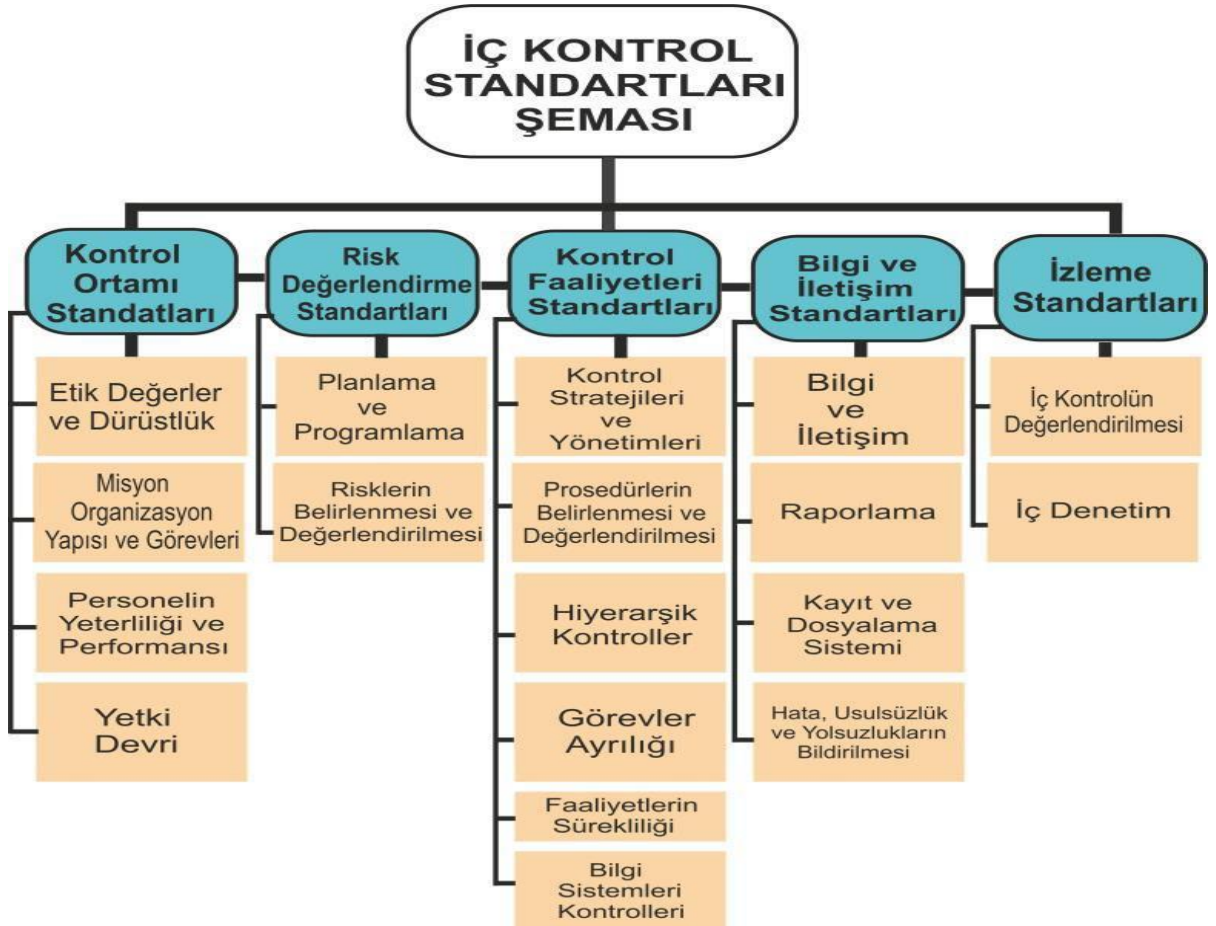 İÇ KONTROL
STANDARTLARI
ŞEMASI
Kontrol
Ortamı
Standatları
Etik Değerler
ve Dürüstlük
Misyon
Organizasyon
Yapısı ve Görevleri
Personelin
Yeterliliği ve
Performansı
Yetki
Devri
Risk
Değerlendirme
Standartları
Planlama
ve
Programlama
Risklerin
Belirlenmesi ve
Değerlendirilmesi
Kontrol
Faaliyetleri
Standartları
Kontrol
Stratejileri
ve
Yönetimleri
Prosedürlerin
Belirlenmesi ve
Değerlendirilmesi
Hiyerarşik
Kontroller
Görevler
Ayrılığı
Faaliyetlerin
Sürekliliği
Bilgi
Sistemleri
Kontrolleri
Bilgi ve
İletişim
Standartları
Bilgi
ve
İletişim
Raporlama
Kayıt ve
Dosyalama
Sistemi
Hata, Usulsüzlük
ve Yolsuzlukların
Bildirilmesi
İzleme
Standartları
İç Kontrolün
Değerlendirilmesi
İç Denetim